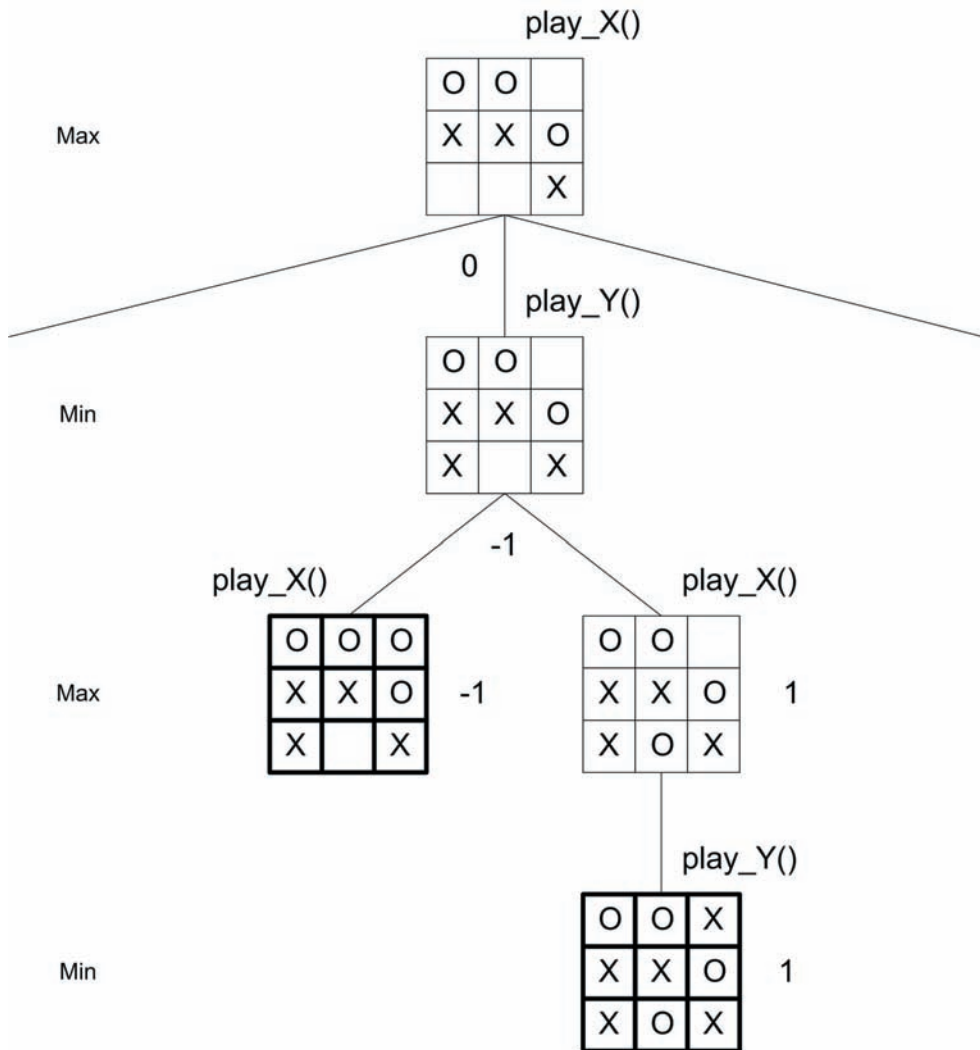 play_X()
O O
Max
X X O
X
0
play_Y()
O O
Min
X X O
X X
-1
play_X() play_X()
O O O O O
Max
X X O -1 X X O 1
X X X O X
play_Y()
O O X
Min
X X O 1
X O X